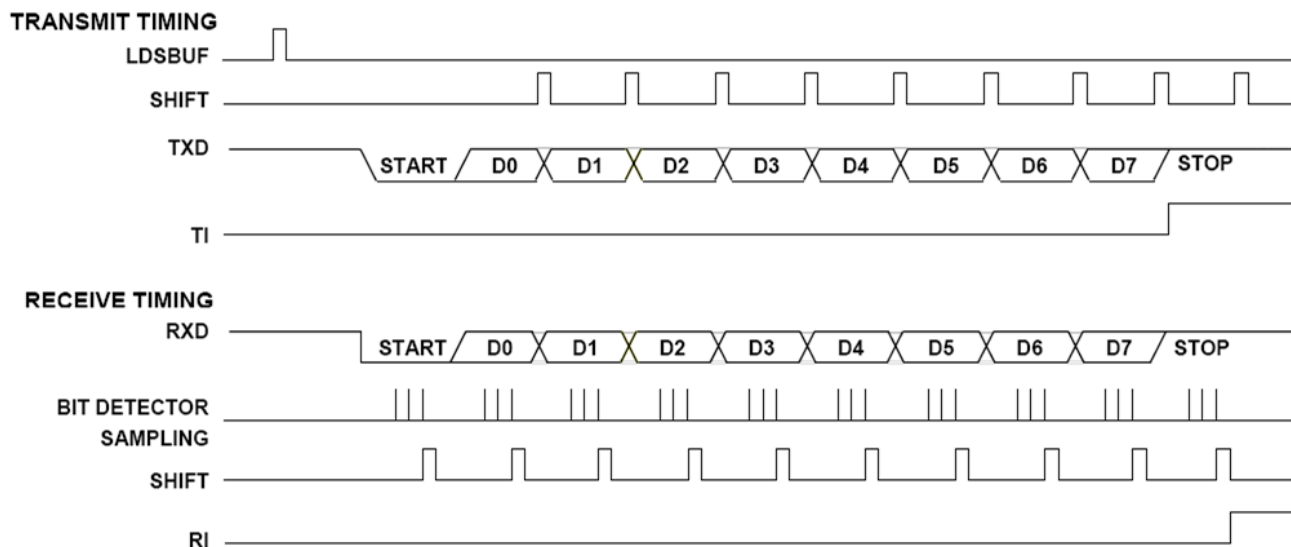 TRANSMIT TIMING
LDSBUF
SHIFT
TXD START D0 D1 D2 D3 D4 D5 D6 D7 STOP
TI
RECEIVE TIMING
RXD START D0 D1 D2 D3 D4 D5 D6 D7 STOP
BIT DETECTOR
SAMPLING
SHIFT
RI